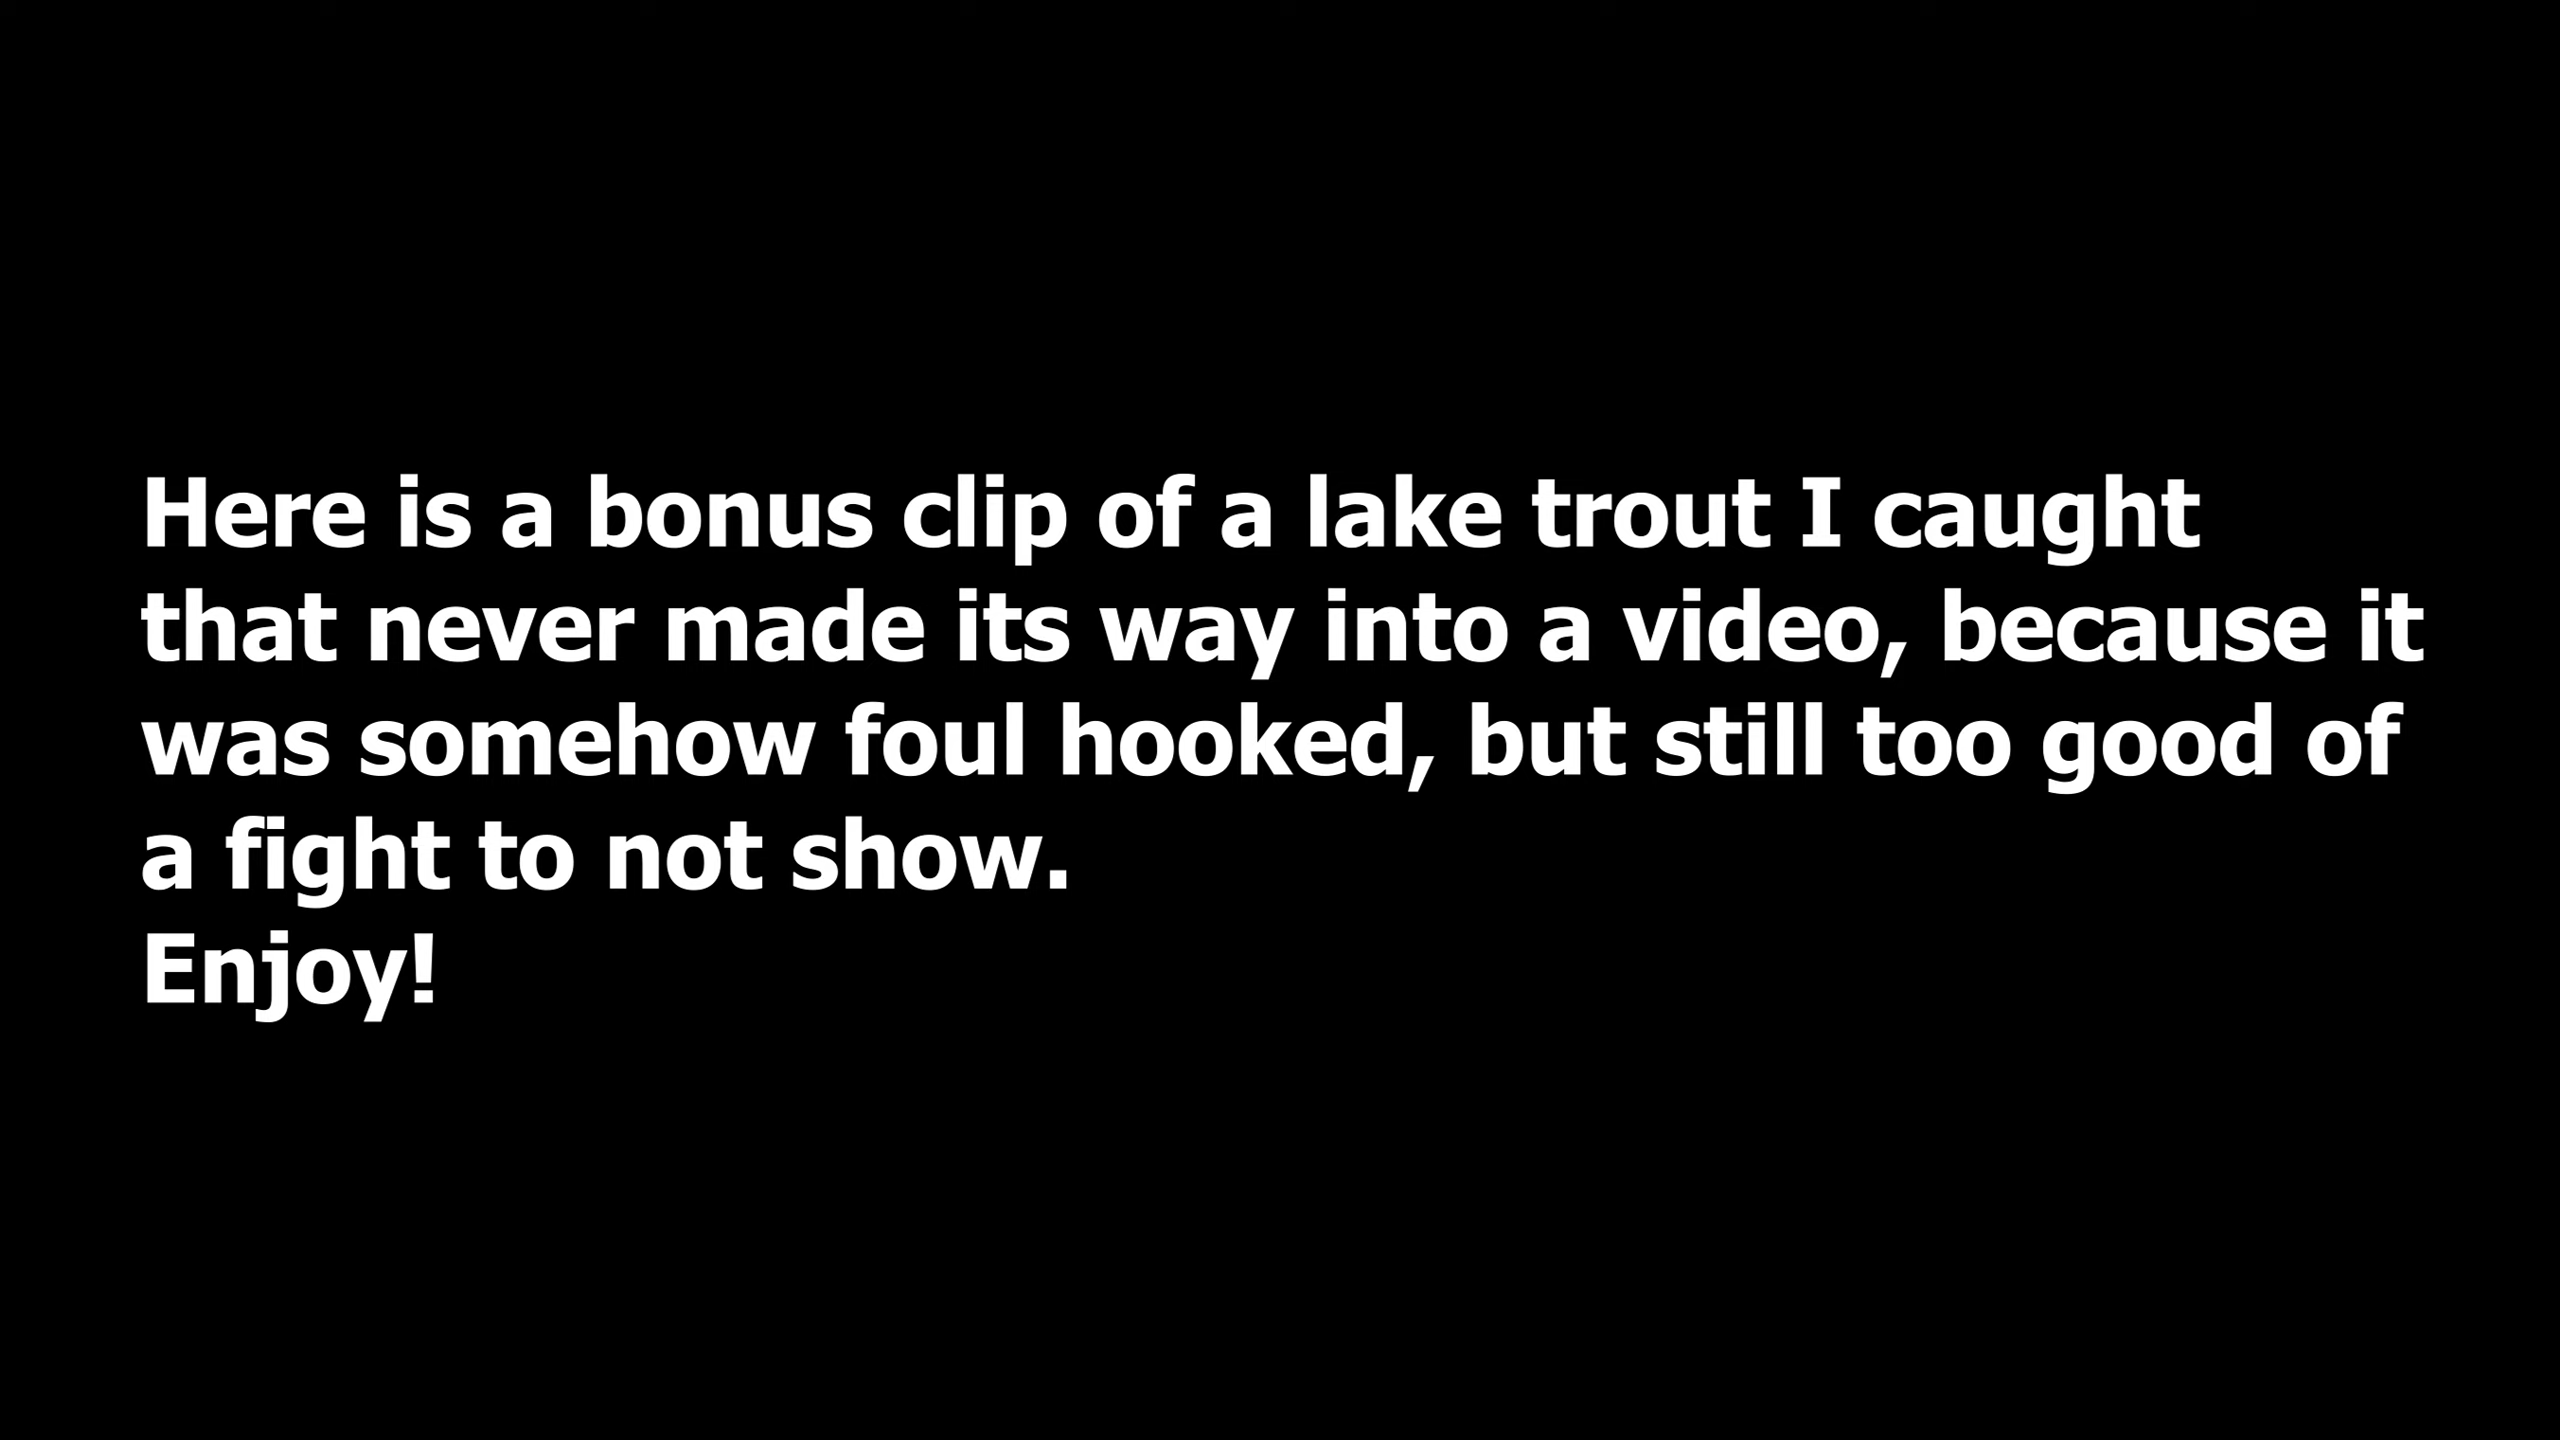 Here is a bonus clip of a lake trout I caught
that never made its way into a video, because it
was somehow foul hooked, but still too good of
a fight to not show.
Enjoy!